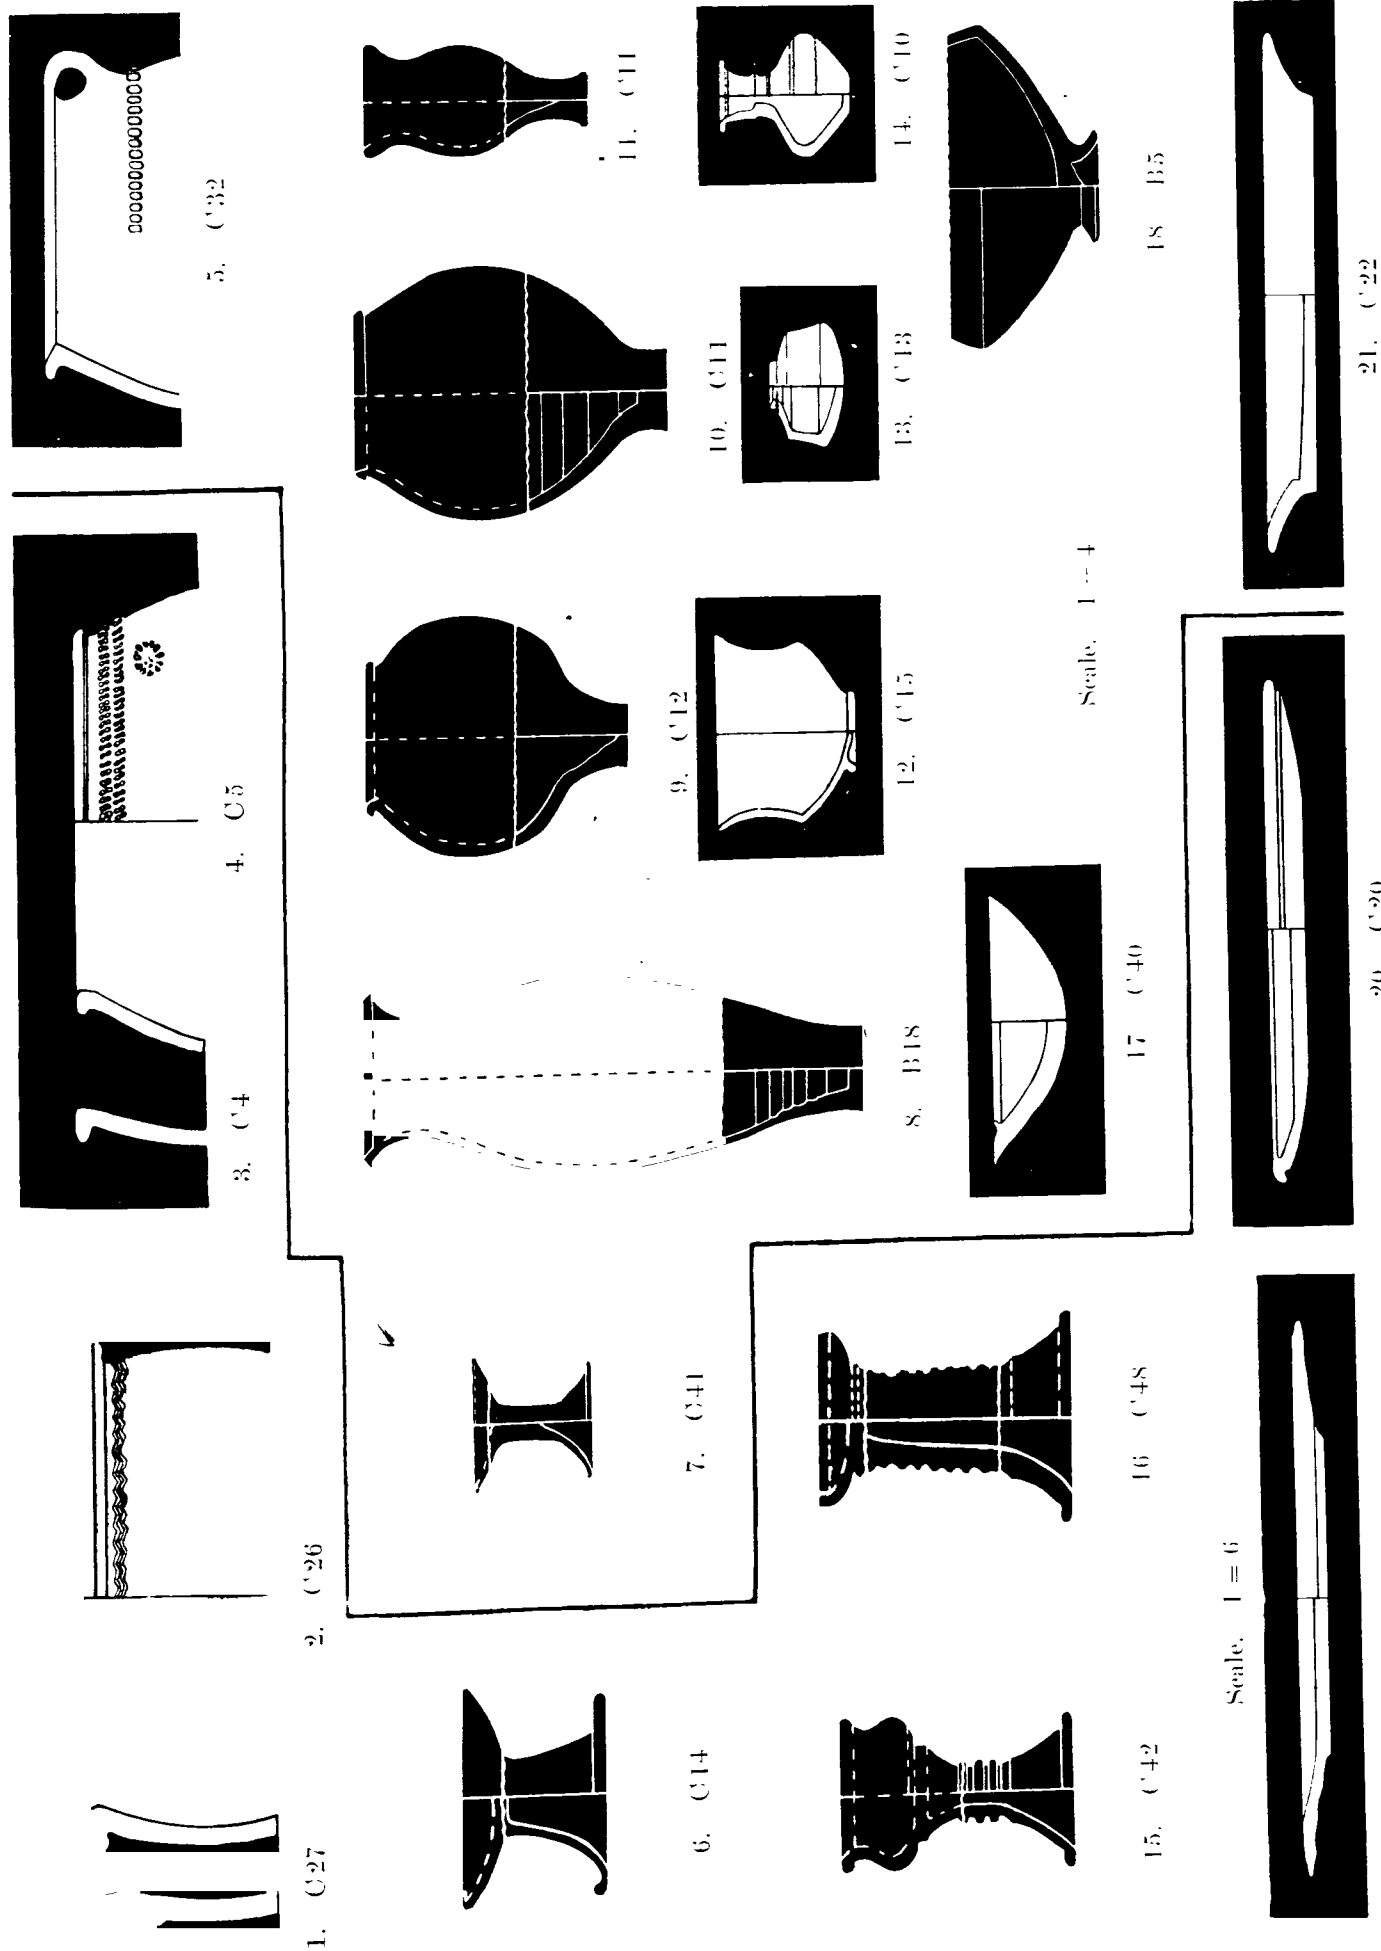 1. C27
2. C26
3. C4
4. C5
5. C32
6. C14
7. C41
8. B18
9. C12
10. C11
11. C11
12. C15
13. C13
14. C10
15. C42
16 C48
17 C40
18 B5
Scale. 1 = 4
Scale. 1 = 6
20 C20
21. C22